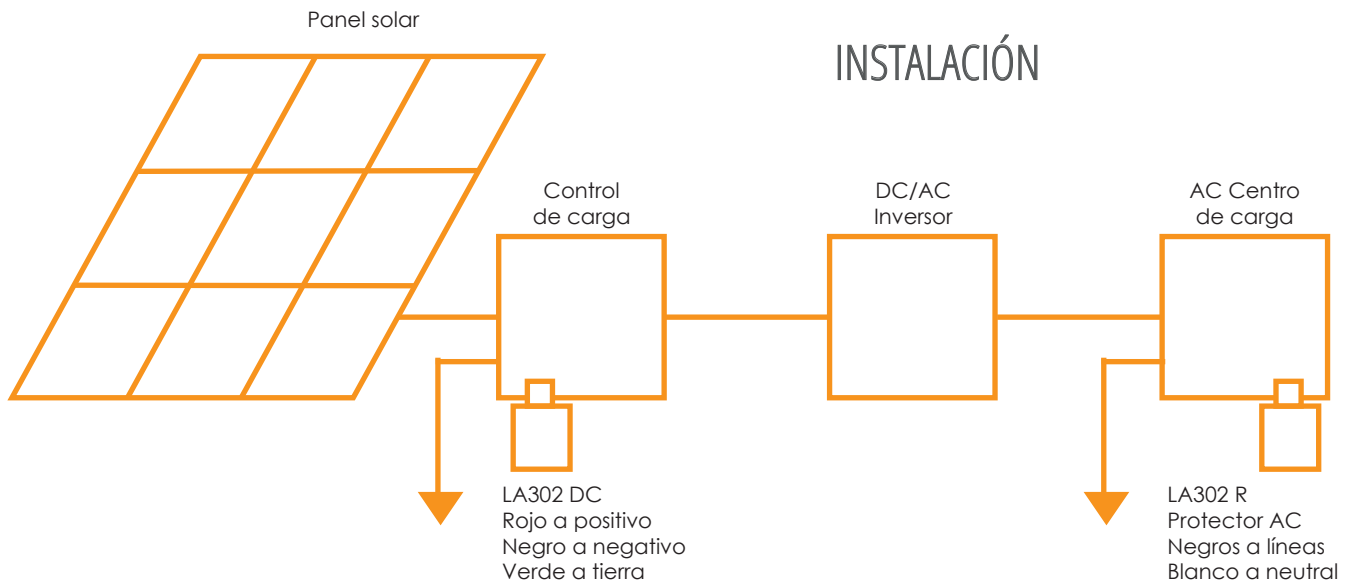 Panel solar
INSTALACIÓN
Control
de carga
DC/AC
Inversor
AC Centro
de carga
LA302 DC
Rojo a positivo
Negro a negativo
Verde a tierra
LA302 R
Protector AC
Negros a líneas
Blanco a neutral